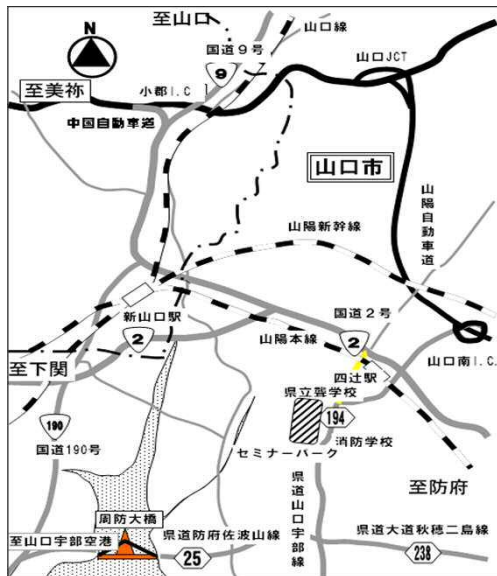 至山口
山口線
N
国道9号
9
山口JCT
至美祢
小郡I.C
中国自動車道
山口市
山陽自動車道
山陽新幹線
新山口駅
国道2号
2
山陽本線
2
山口南I.C.
至下関
四辻駅
県立聾学校
194
190
消防学校
国道190号
セミナーパーク
至防府
周防大橋
県道山口宇部線
至山口宇部空港
県道防府佐波山線
県道大道秋穂二島線
25
238